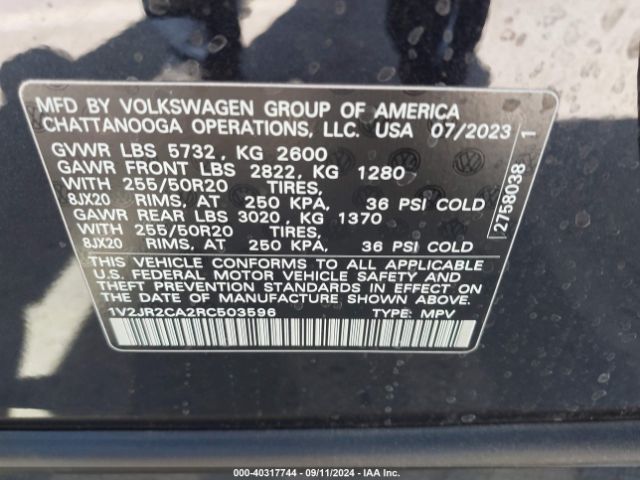 MFD BY VOLKSWAGEN GROUP OF AMERICA
CHATTANOOGA OPERATIONS, LLC. USA 07/2023 1
GVWR LBS 5732, KG 2600
GAWR FRONT LBS 2822, KG 1280
WITH 255/50R20 TIRES,
8JX20 RIMS, AT 250 KPA, 36 PSI COLD
GAWR REAR LBS 3020, KG 1370
WITH 255/50R20 TIRES,
8JX20 RIMS, AT 250 KPA, 36 PSI COLD
2758038
THIS VEHICLE CONFORMS TO ALL APPLICABLE
U.S. FEDERAL MOTOR VEHICLE SAFETY AND
THEFT PREVENTION STANDARDS IN EFFECT ON
THE DATE OF MANUFACTURE SHOWN ABOVE.
1V2JR2CA2RC503596 TYPE: MPV
000-40317744 - 09/11/2024 - IAA Inc.